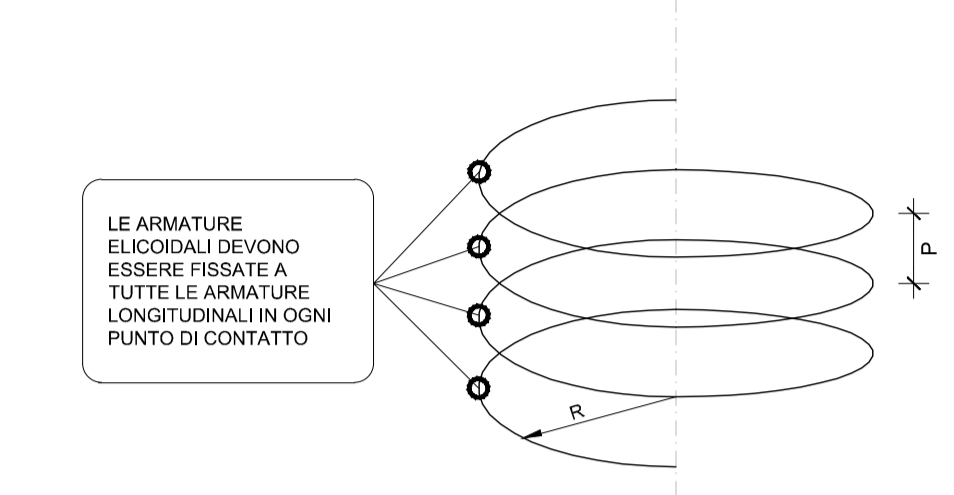 LE ARMATURE
ELICOIDALI DEVONO
ESSERE FISSATE A
TUTTE LE ARMATURE
LONGITUDINALI IN OGNI
PUNTO DI CONTATTO
P
R